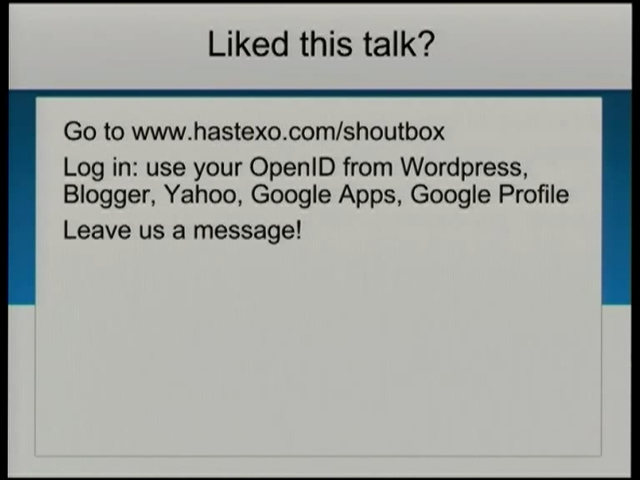 Liked this talk?
Go to www.hastexo.com/shoutbox
Log in: use your OpenID from Wordpress,
Blogger, Yahoo, Google Apps, Google Profile
Leave us a message!